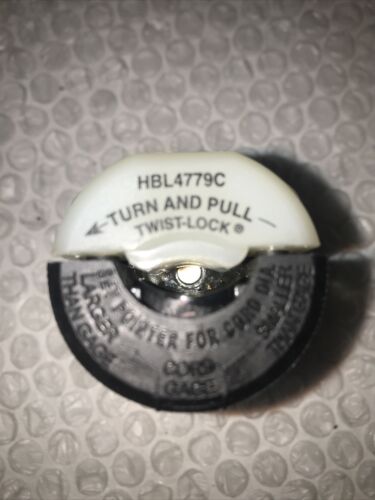 HBL4779C
TURN AND PULL
TWIST-LOCK®
SET POINTER FOR CORD DIA
LARGER
THAN GAGE
SMALLER
THAN GAGE
CORD
GAGE